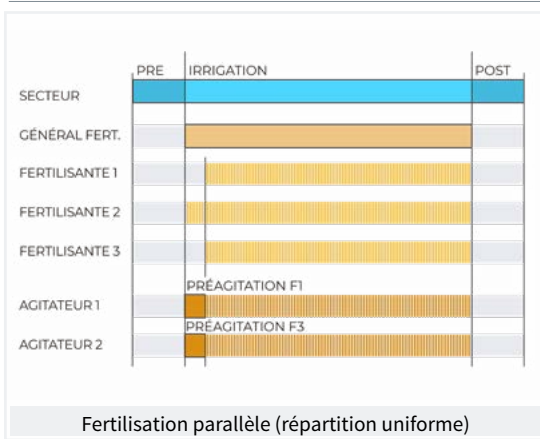 PRE IRRIGATION POST
SECTEUR
GÉNÉRAL FERT.
FERTILISANTE 1
FERTILISANTE 2
FERTILISANTE 3
PRÉAGITATION F1
AGITATEUR 1
PRÉAGITATION F3
AGITATEUR 2
Fertilisation parallèle (répartition uniforme)